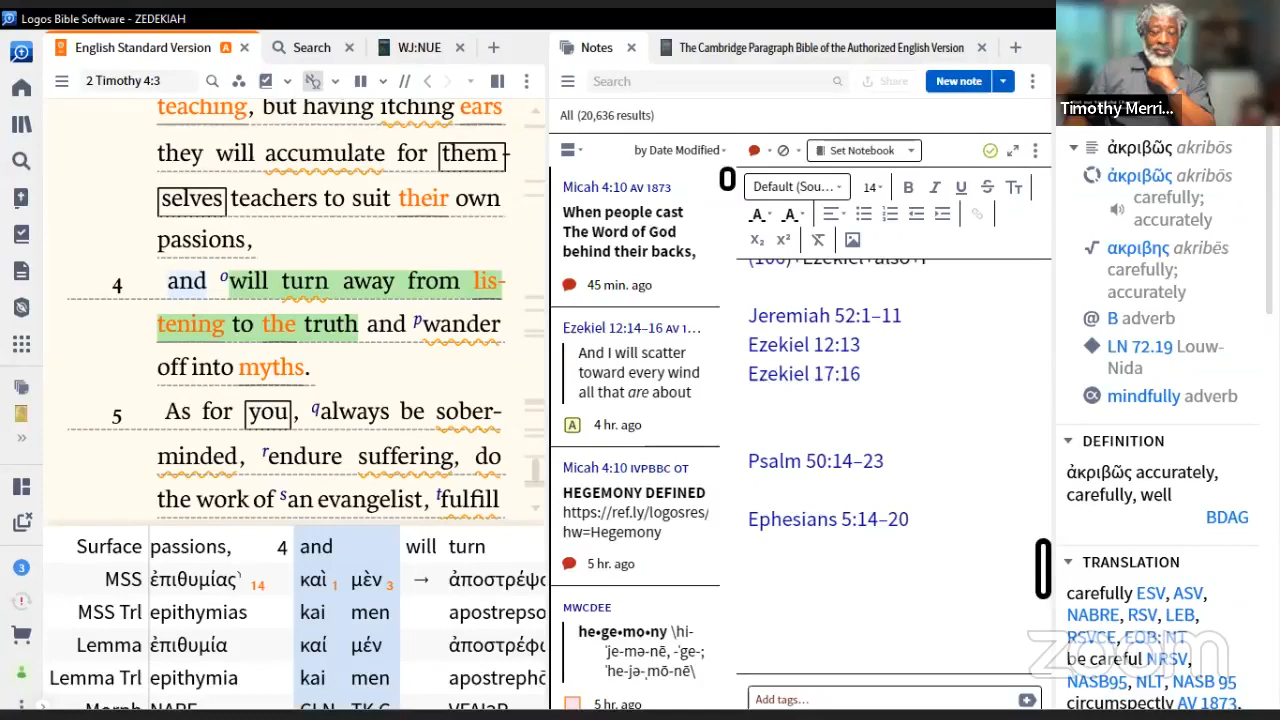 Logos Bible Software - ZEDEKIAH
English Standard Version A
Search
WJ:NUE
2 Timothy 4:3
teaching, but having itching ears
they will accumulate for them-
selves teachers to suit their own
passions,
4 and owill turn away from lis-
tening to the truth and pwander
off into myths.
5 As for you, qalways be sober-
minded, rendure suffering, do
the work of san evangelist, tfulfill
Surface passions, 4 and will turn
MSS ἐπιθυμίας 14 καὶ 1 μὲν 3 → ἀποστρέψο
MSS Trl epithymias kai men apostrepso
Lemma ἐπιθυμία καί μέν ἀποστρέφω
Lemma Trl epithymia kai men apostrephō
3
Notes
The Cambridge Paragraph Bible of the Authorized English Version
Search
Share
New note
All (20,636 results)
by Date Modified
Micah 4:10 AV 1873
When people cast
The Word of God
behind their backs,
45 min. ago
Ezekiel 12:14–16 AV 1…
And I will scatter
toward every wind
all that are about
A 4 hr. ago
Micah 4:10 IVPBBC OT
HEGEMONY DEFINED
https://ref.ly/logosres/
hw=Hegemony
5 hr. ago
MWCDEE
he•ge•mo•ny \hi-
ˈje-mə-nē, -ˈge-;
ˈhe-jə-ˌmō-nē\
5 hr. ago
Set Notebook
Default (Sou... 14 B I U S TT
A A
X₂ X²
Jeremiah 52:1–11
Ezekiel 12:13
Ezekiel 17:16
Psalm 50:14–23
Ephesians 5:14–20
Add tags...
Timothy Merri...
ἀκριβῶς akribōs
ἀκριβῶς akribōs
carefully;
accurately
ακριβης akribēs
carefully;
accurately
@ B adverb
LN 72.19 Louw-
Nida
mindfully adverb
DEFINITION
ἀκριβῶς accurately,
carefully, well
BDAG
TRANSLATION
carefully ESV, ASV,
NABRE, RSV, LEB,
RSVCE, EOB: NT
be careful NRSV,
NASB95, NLT, NASB 95
circumspectly AV 1873,
zoom